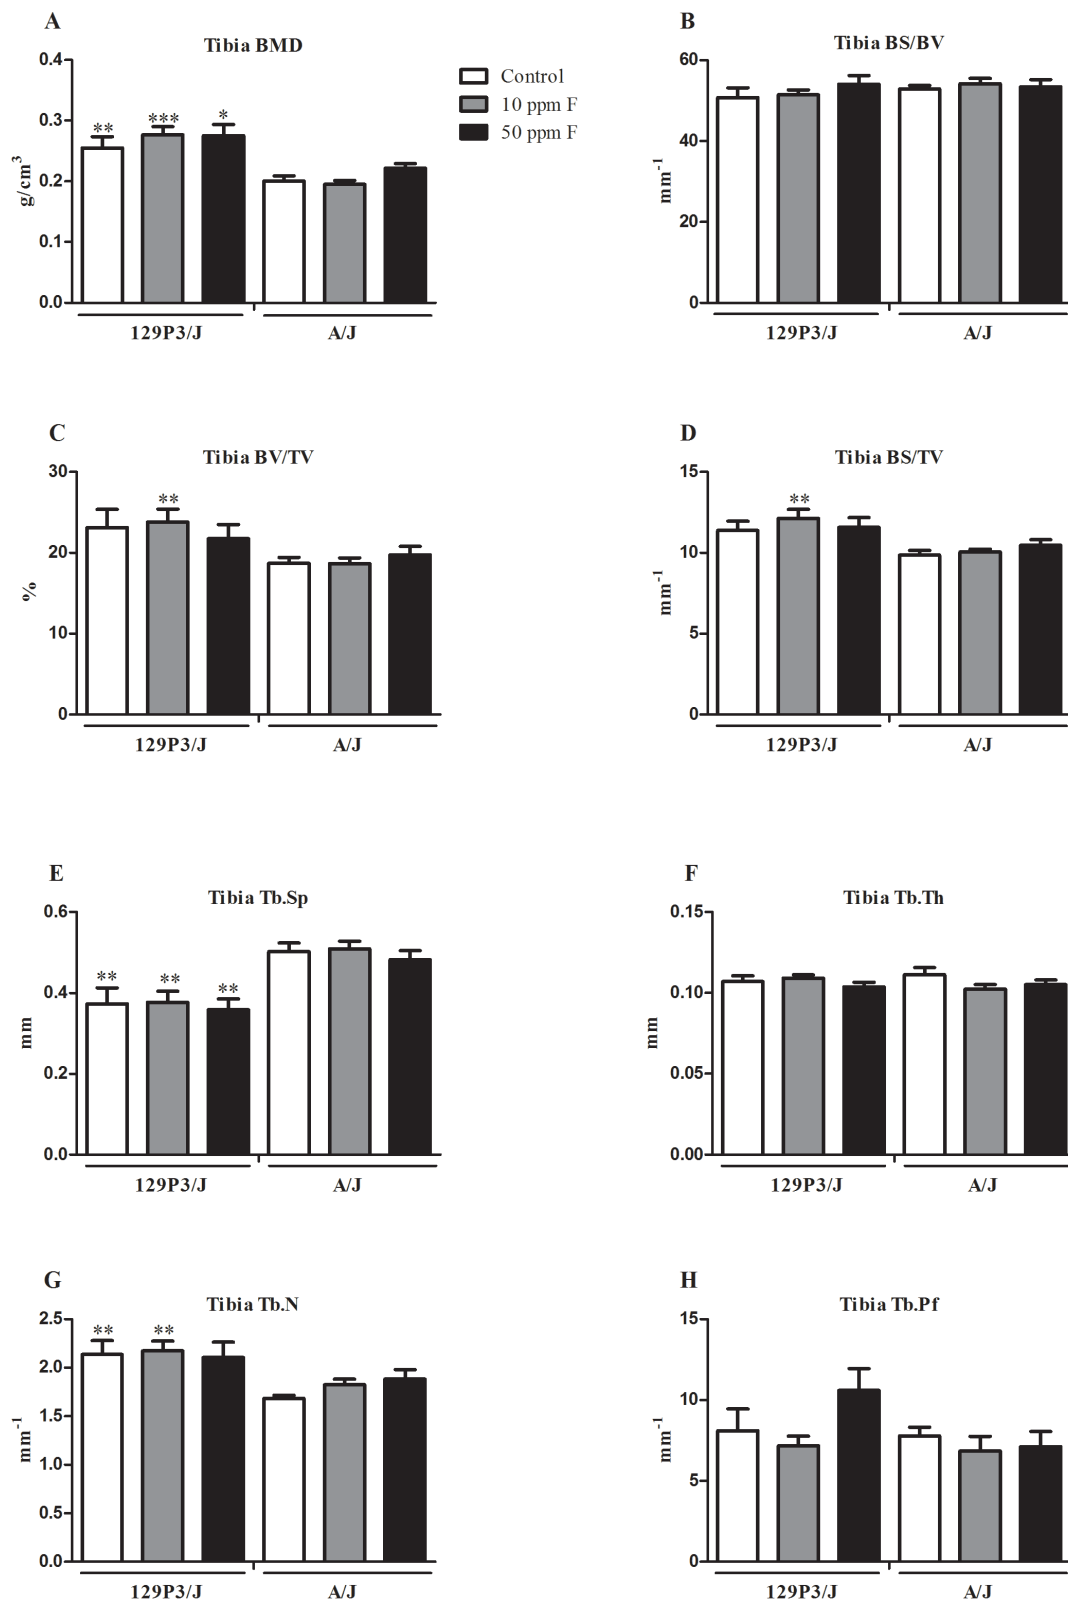 A
Tibia BMD
0.4
0.3
0.2
0.1
0.0
g/cm³
**
***
*
129P3/J
A/J
Control
10 ppm F
50 ppm F
B
Tibia BS/BV
60
40
20
0
mm⁻¹
129P3/J
A/J
C
Tibia BV/TV
30
20
10
0
%
**
129P3/J
A/J
D
Tibia BS/TV
15
10
5
0
mm⁻¹
**
129P3/J
A/J
E
Tibia Tb.Sp
0.6
0.4
0.2
0.0
mm
**
**
**
129P3/J
A/J
F
Tibia Tb.Th
0.15
0.10
0.05
0.00
mm
129P3/J
A/J
G
Tibia Tb.N
2.5
2.0
1.5
1.0
0.5
0.0
mm⁻¹
**
**
129P3/J
A/J
H
Tibia Tb.Pf
15
10
5
0
mm⁻¹
129P3/J
A/J